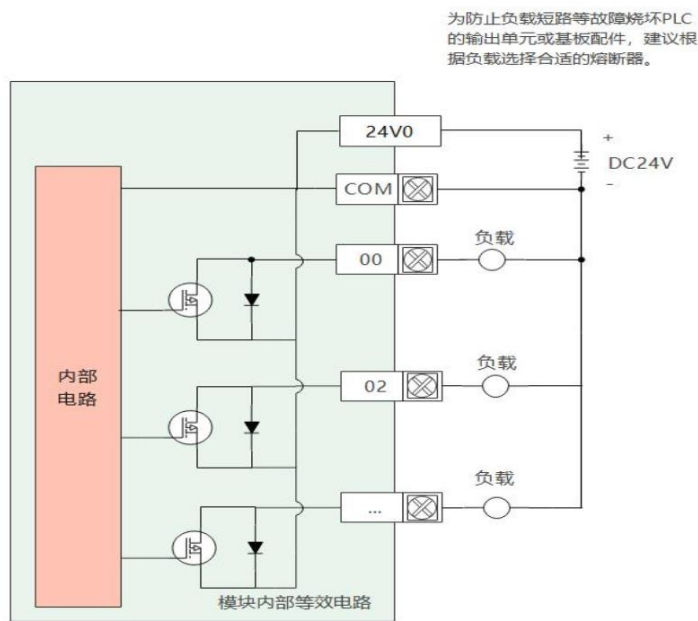 为防止负载短路等故障烧坏PLC
的输出单元或基板配件，建议根
据负载选择合适的熔断器。
24V0
+
DC24V
-
COM
负载
00
负载
内部
电路
02
负载
...
模块内部等效电路